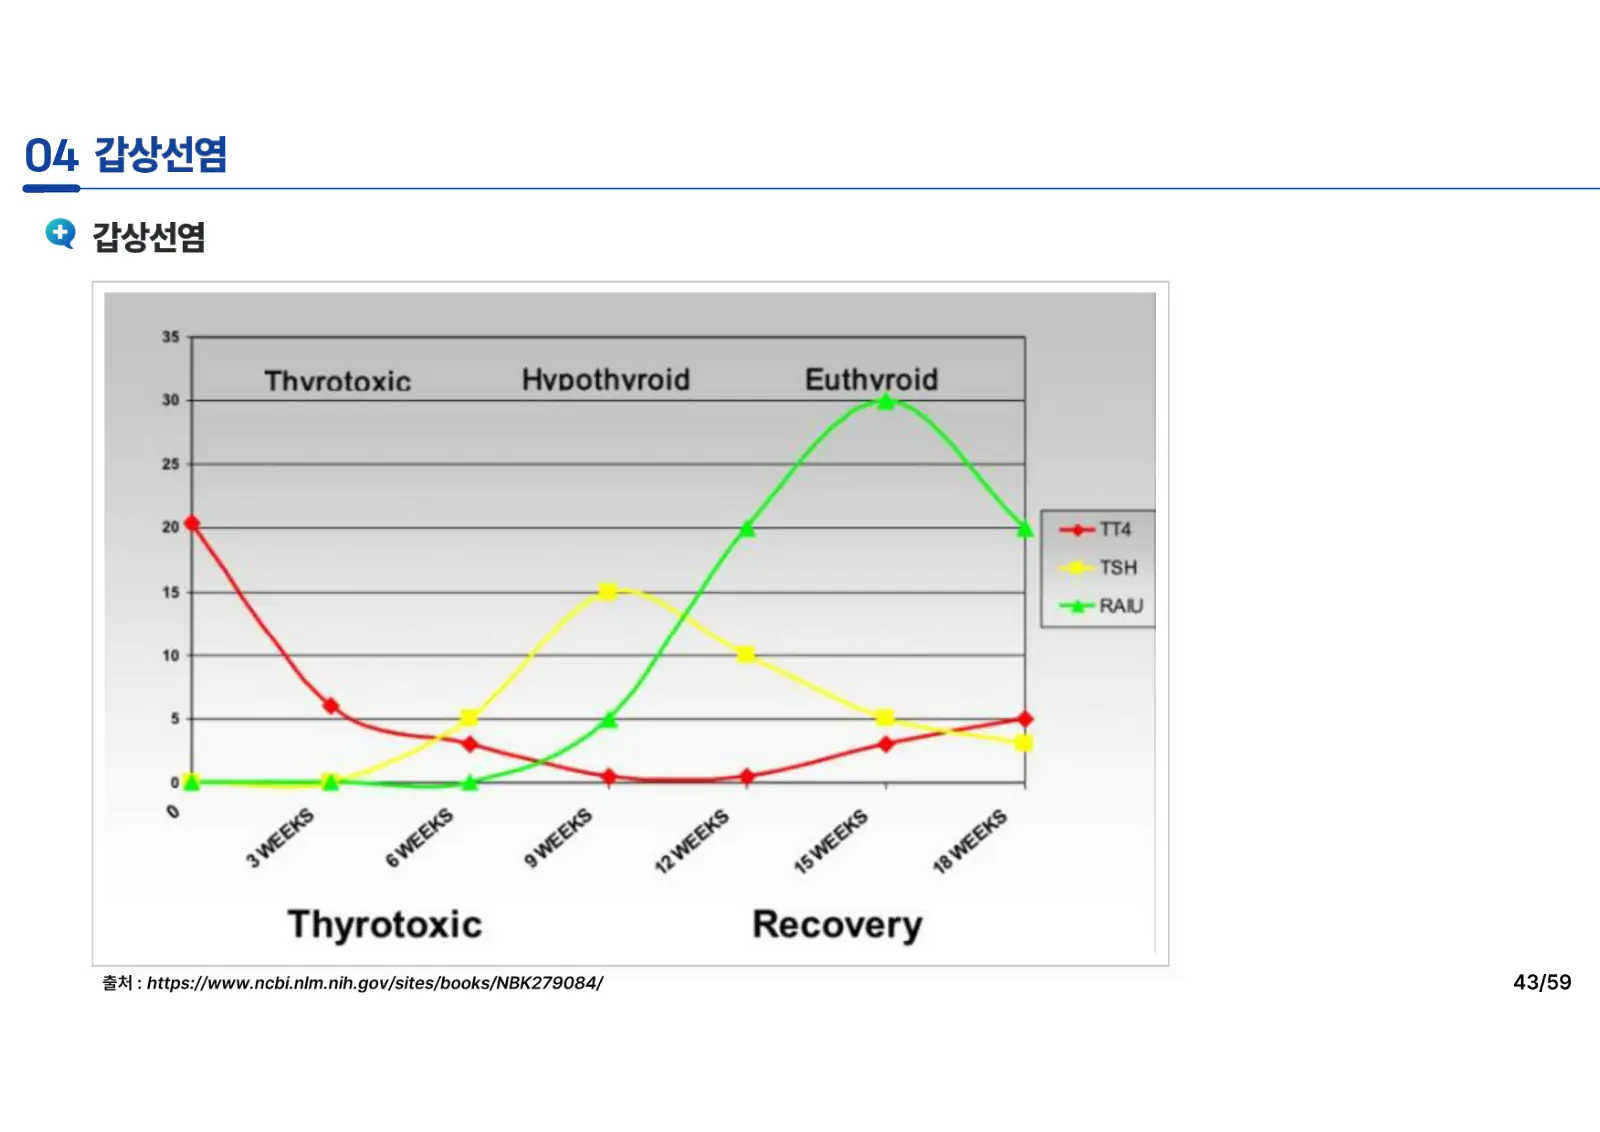 04 갑상선염
갑상선염
35
Thyrotoxic Hypothyroid Euthyroid
30
25
20
15
10
5
0
TT4
TSH
RAIU
0 3 WEEKS 6 WEEKS 9 WEEKS 12 WEEKS 15 WEEKS 18 WEEKS
Thyrotoxic Recovery
출처 : https://www.ncbi.nlm.nih.gov/sites/books/NBK279084/
43/59